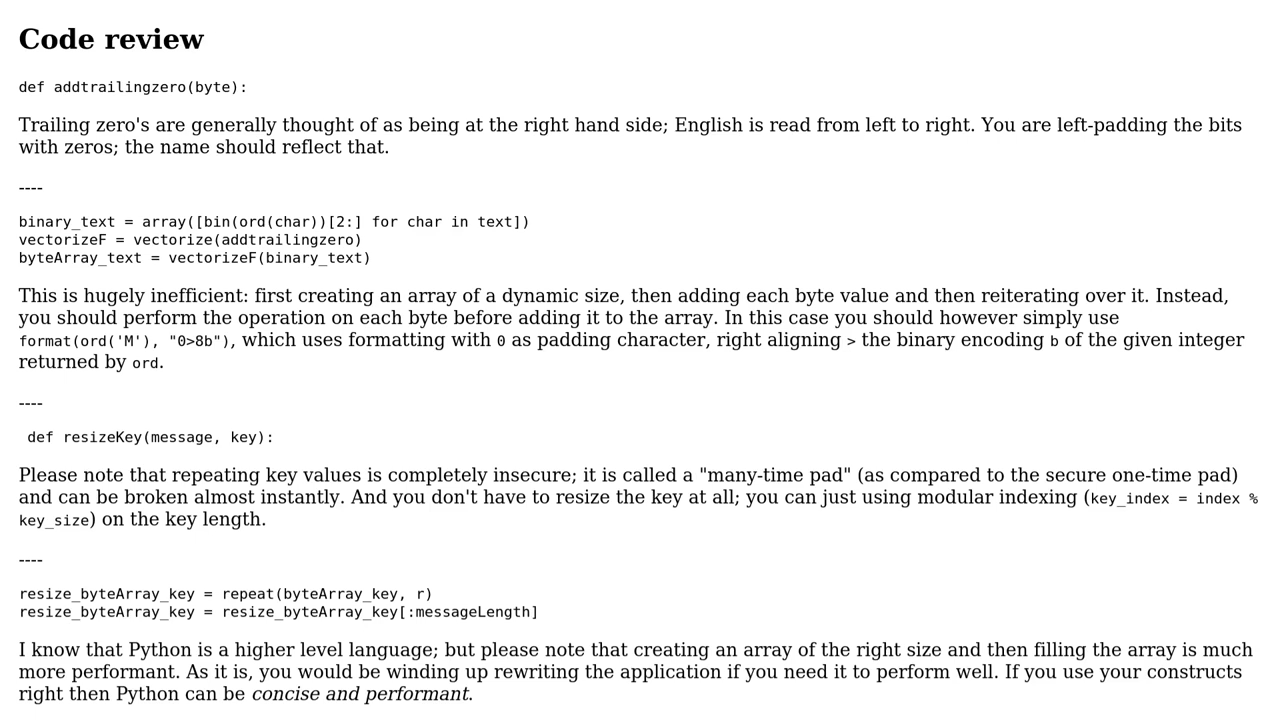 Code review
def addtrailingzero(byte):
Trailing zero's are generally thought of as being at the right hand side; English is read from left to right. You are left-padding the bits
with zeros; the name should reflect that.
----
binary_text = array([bin(ord(char))[2:] for char in text])
vectorizeF = vectorize(addtrailingzero)
byteArray_text = vectorizeF(binary_text)
This is hugely inefficient: first creating an array of a dynamic size, then adding each byte value and then reiterating over it. Instead,
you should perform the operation on each byte before adding it to the array. In this case you should however simply use
format(ord('M'), "0>8b"), which uses formatting with 0 as padding character, right aligning > the binary encoding b of the given integer
returned by ord.
----
def resizeKey(message, key):
Please note that repeating key values is completely insecure; it is called a "many-time pad" (as compared to the secure one-time pad)
and can be broken almost instantly. And you don't have to resize the key at all; you can just using modular indexing (key_index = index %
key_size) on the key length.
----
resize_byteArray_key = repeat(byteArray_key, r)
resize_byteArray_key = resize_byteArray_key[:messageLength]
I know that Python is a higher level language; but please note that creating an array of the right size and then filling the array is much
more performant. As it is, you would be winding up rewriting the application if you need it to perform well. If you use your constructs
right then Python can be concise and performant.